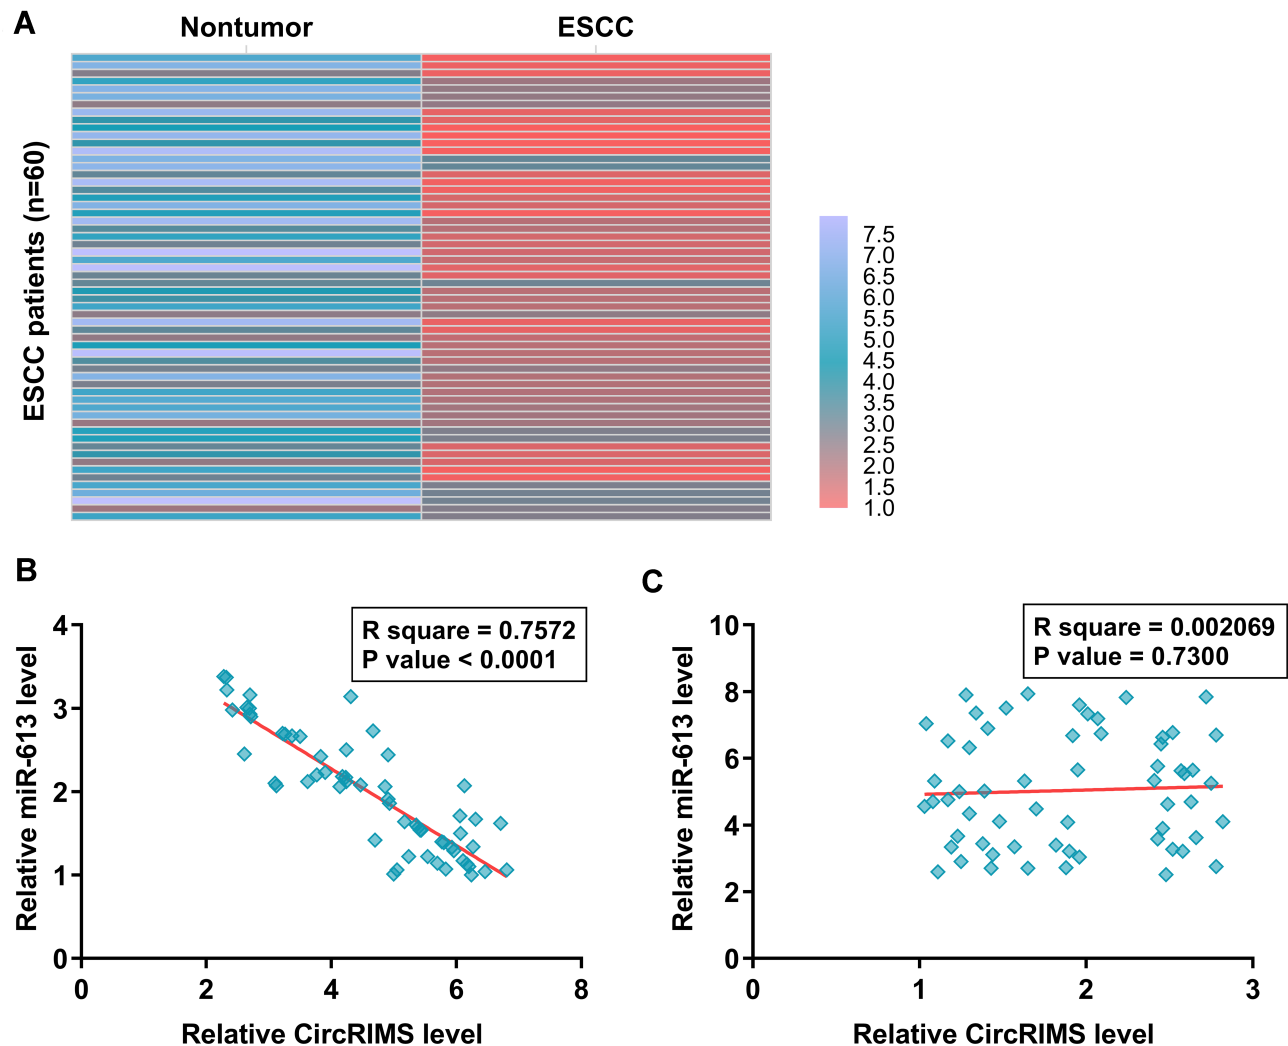 A
Nontumor
ESCC
ESCC patients (n=60)
7.5
7.0
6.5
6.0
5.5
5.0
4.5
4.0
3.5
3.0
2.5
2.0
1.5
1.0
B
R square = 0.7572
P value < 0.0001
Relative miR-613 level
4
3
2
1
0
0 2 4 6 8
Relative CircRIMS level
C
R square = 0.002069
P value = 0.7300
Relative miR-613 level
10
8
6
4
2
0
0 1 2 3
Relative CircRIMS level